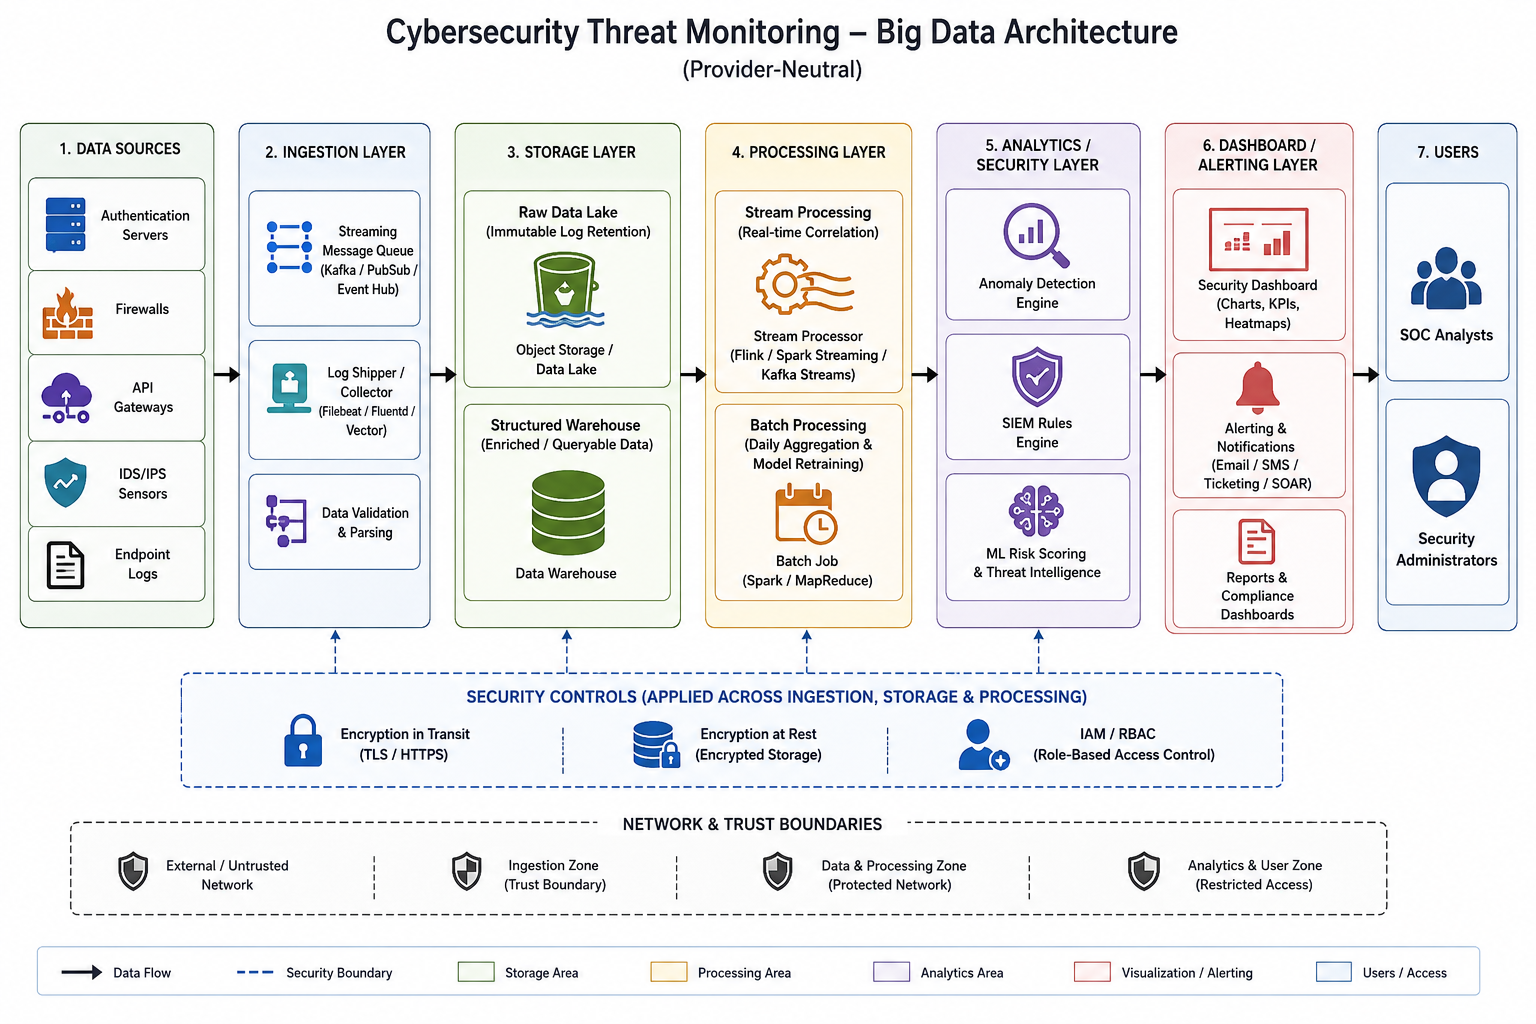 Cybersecurity Threat Monitoring – Big Data Architecture
(Provider-Neutral)
1. DATA SOURCES
Authentication
Servers
Firewalls
API
Gateways
IDS/IPS
Sensors
Endpoint
Logs
2. INGESTION LAYER
Streaming
Message Queue
(Kafka / PubSub /
Event Hub)
Log Shipper /
Collector
(Filebeat / Fluentd /
Vector)
Data Validation
& Parsing
3. STORAGE LAYER
Raw Data Lake
(Immutable Log Retention)
Object Storage /
Data Lake
Structured Warehouse
(Enriched / Queryable Data)
Data Warehouse
4. PROCESSING LAYER
Stream Processing
(Real-time Correlation)
Stream Processor
(Flink / Spark Streaming /
Kafka Streams)
Batch Processing
(Daily Aggregation &
Model Retraining)
Batch Job
(Spark / MapReduce)
5. ANALYTICS /
SECURITY LAYER
Anomaly Detection
Engine
SIEM Rules
Engine
ML Risk Scoring
& Threat Intelligence
6. DASHBOARD /
ALERTING LAYER
Security Dashboard
(Charts, KPIs,
Heatmaps)
Alerting &
Notifications
(Email / SMS /
Ticketing / SOAR)
Reports &
Compliance
Dashboards
7. USERS
SOC Analysts
Security
Administrators
SECURITY CONTROLS (APPLIED ACROSS INGESTION, STORAGE & PROCESSING)
Encryption in Transit
(TLS / HTTPS)
Encryption at Rest
(Encrypted Storage)
IAM / RBAC
(Role-Based Access Control)
NETWORK & TRUST BOUNDARIES
External / Untrusted
Network
Ingestion Zone
(Trust Boundary)
Data & Processing Zone
(Protected Network)
Analytics & User Zone
(Restricted Access)
Data Flow
Security Boundary
Storage Area
Processing Area
Analytics Area
Visualization / Alerting
Users / Access